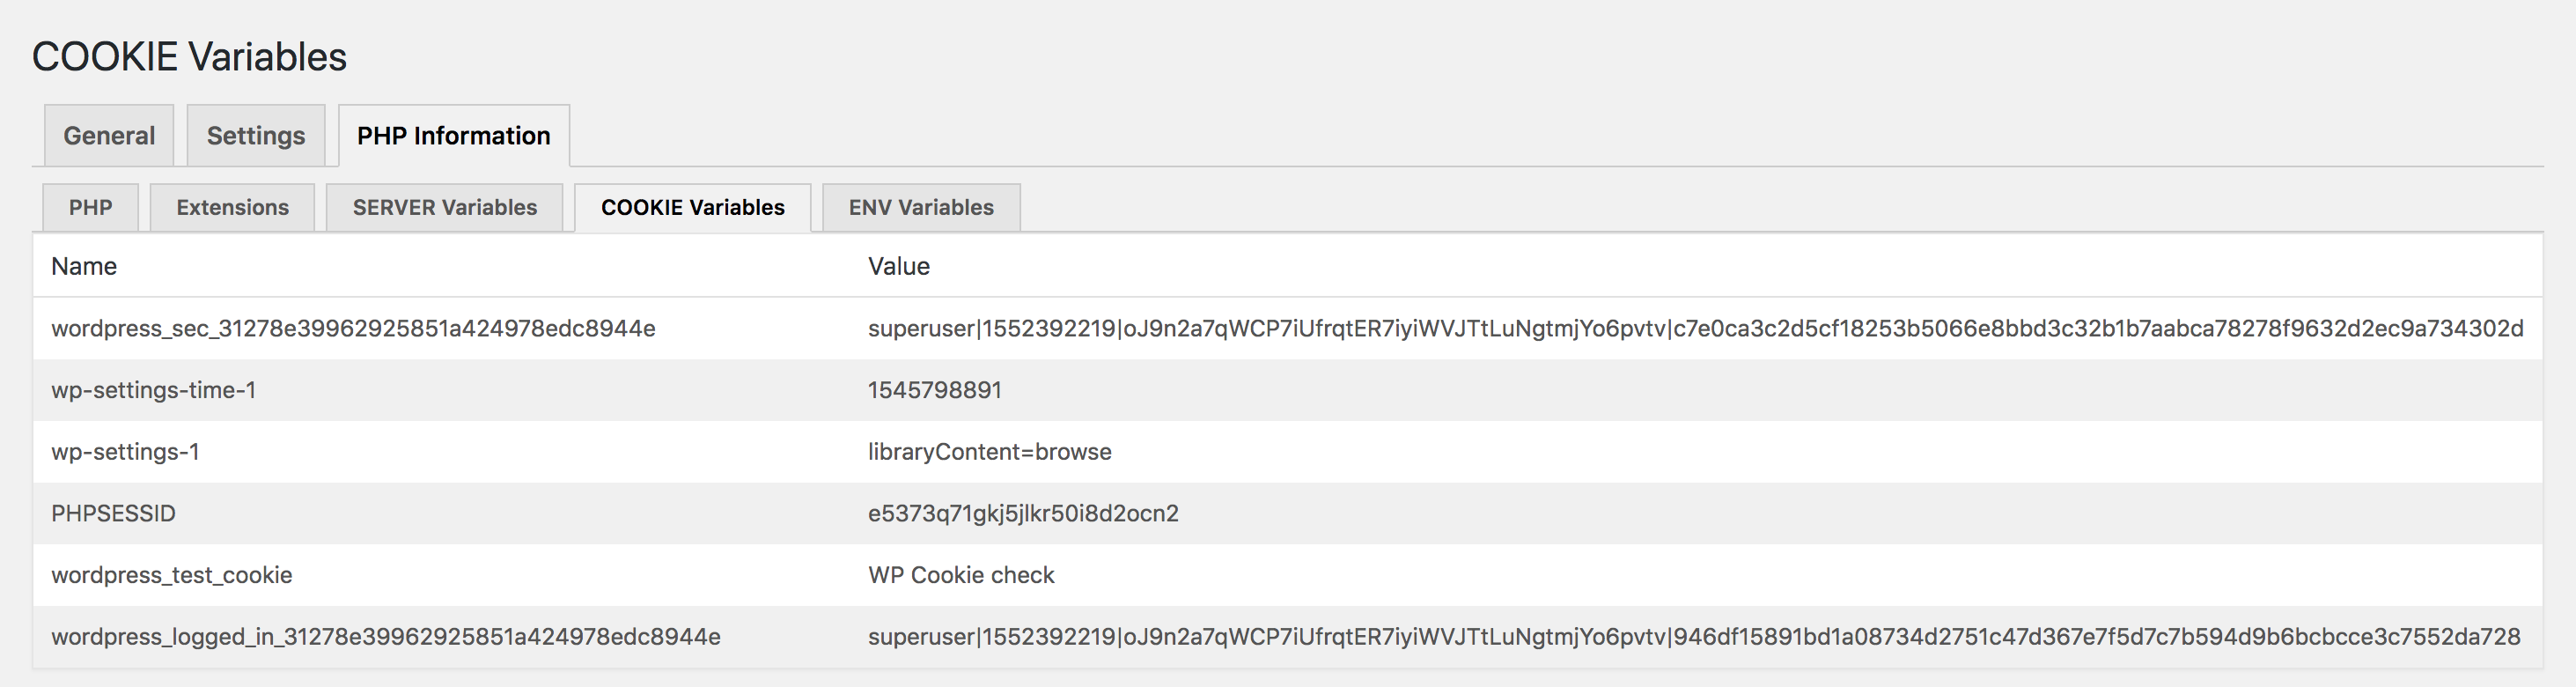 COOKIE Variables
General Settings PHP Information
PHP Extensions SERVER Variables COOKIE Variables ENV Variables
Name Value
wordpress_sec_31278e39962925851a424978edc8944e superuser|1552392219|oJ9n2a7qWCP7iUfrqtER7iyiWVJTtLuNgtmjYo6pvtv|c7e0ca3c2d5cf18253b5066e8bbd3c32b1b7aabca78278f9632d2ec9a734302d
wp-settings-time-1 1545798891
wp-settings-1 libraryContent=browse
PHPSESSID e5373q71gkj5jlkr50i8d2ocn2
wordpress_test_cookie WP Cookie check
wordpress_logged_in_31278e39962925851a424978edc8944e superuser|1552392219|oJ9n2a7qWCP7iUfrqtER7iyiWVJTtLuNgtmjYo6pvtv|946df15891bd1a08734d2751c47d367e7f5d7c7b594d9b6bcbcce3c7552da728